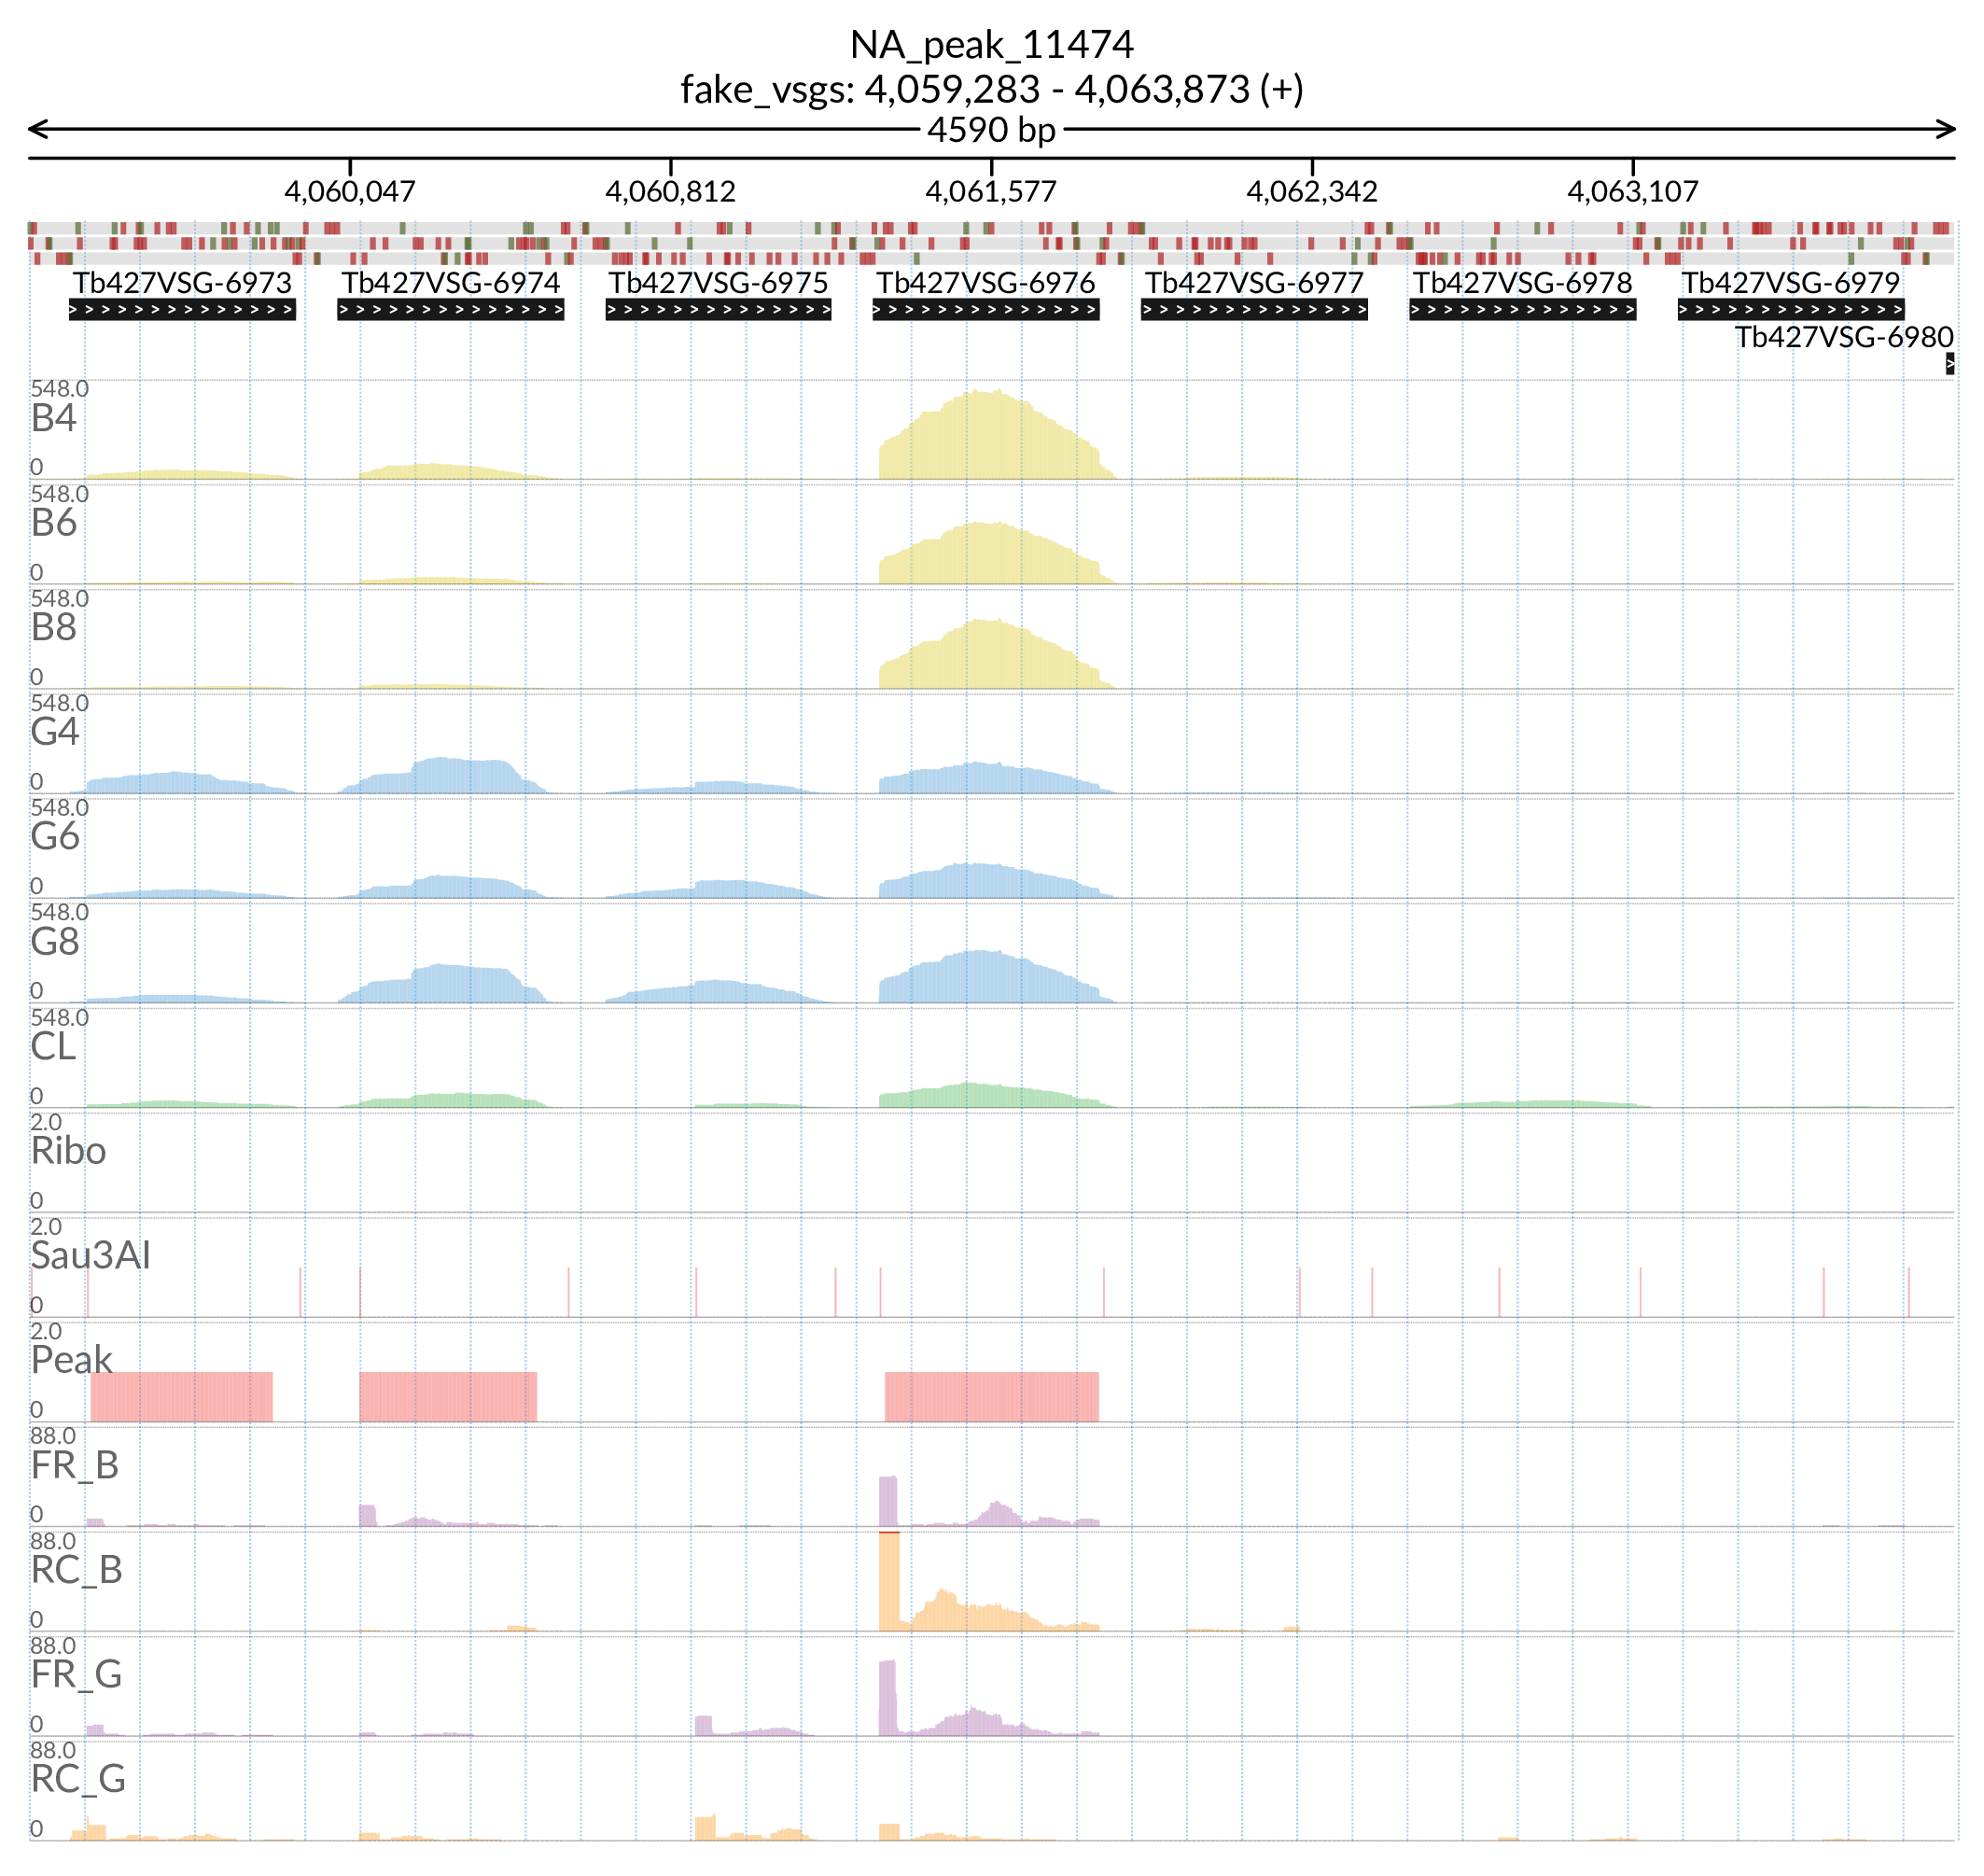 NA_peak_11474
fake_vsgs: 4,059,283 - 4,063,873 (+)
4590 bp
4,060,047 4,060,812 4,061,577 4,062,342 4,063,107
Tb427VSG-6973 Tb427VSG-6974 Tb427VSG-6975 Tb427VSG-6976 Tb427VSG-6977 Tb427VSG-6978 Tb427VSG-6979
Tb427VSG-6980
548.0
B4
0
548.0
B6
0
548.0
B8
0
548.0
G4
0
548.0
G6
0
548.0
G8
0
548.0
CL
0
2.0
Ribo
0
2.0
Sau3AI
0
2.0
Peak
0
88.0
FR_B
0
88.0
RC_B
0
88.0
FR_G
0
88.0
RC_G
0